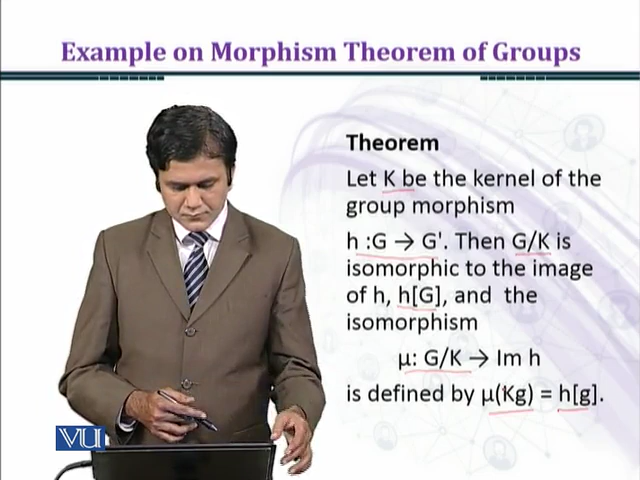 Example on Morphism Theorem of Groups
Theorem
Let K be the kernel of the
group morphism
h :G → G'. Then G/K is
isomorphic to the image
of h, h[G], and the
isomorphism
μ: G/K → Im h
is defined by μ(Kg) = h[g].
VU